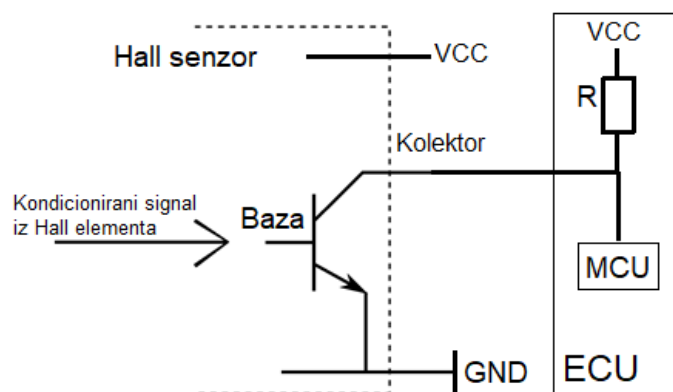 Hall senzor
VCC
VCC
R
Kolektor
Kondicionirani signal
iz Hall elementa
Baza
MCU
GND
ECU